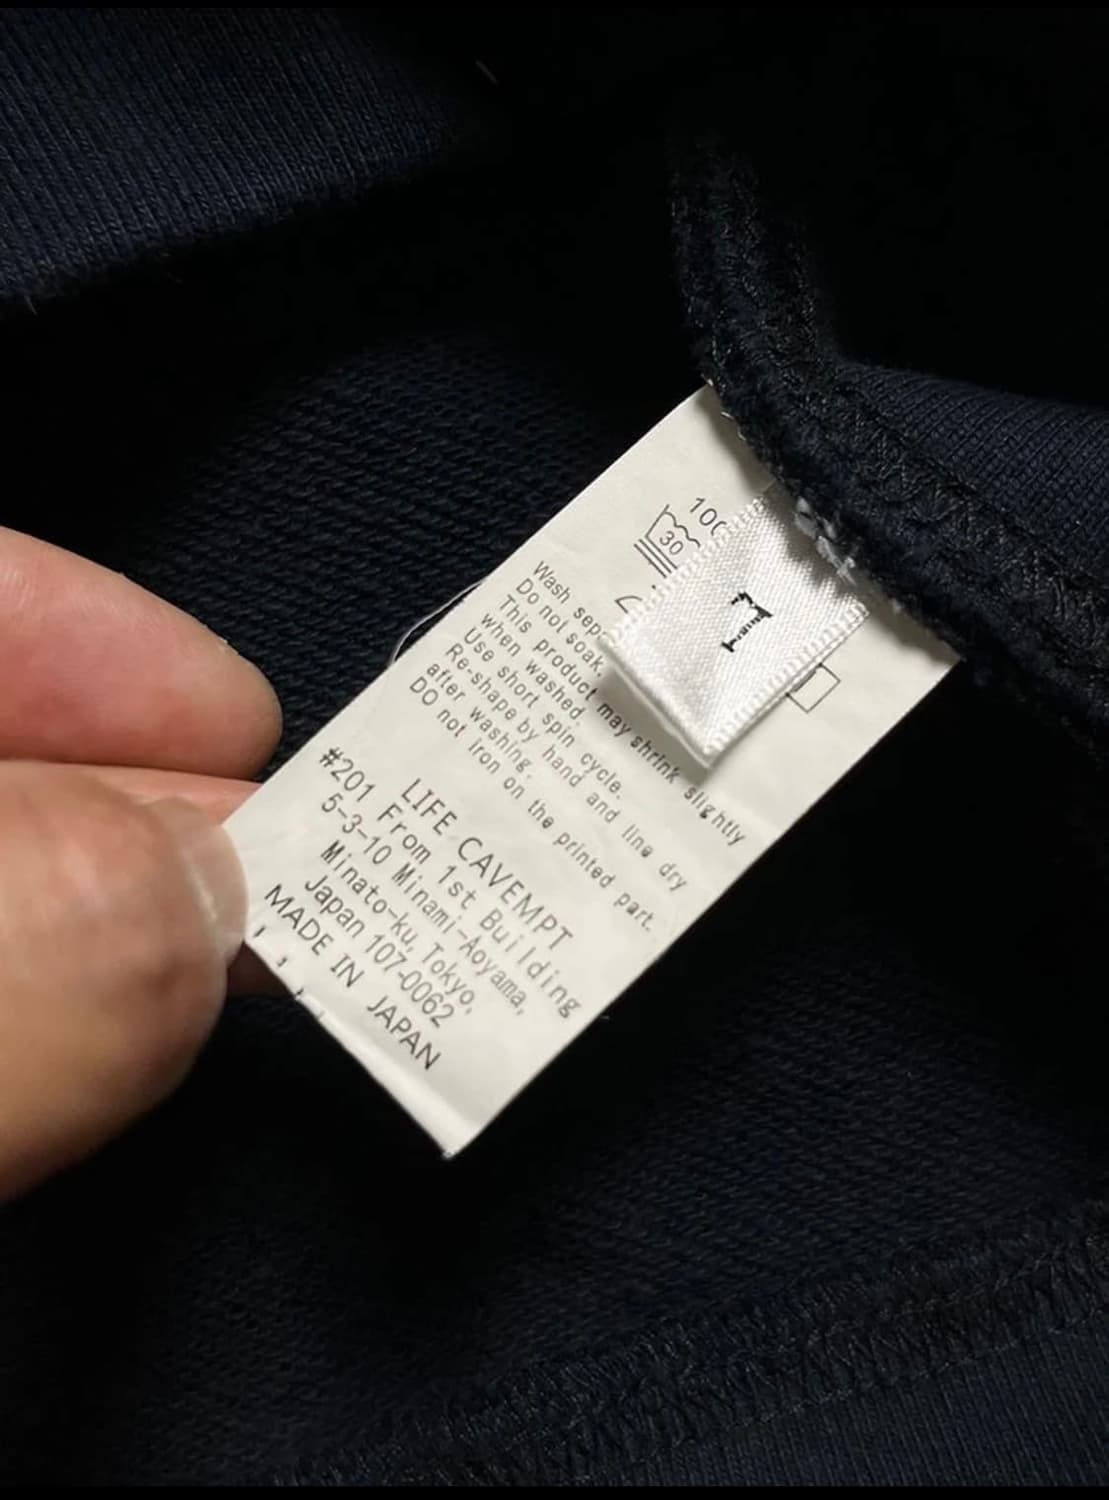 100
30
I
Wash
Do not soak.
This product may shrink slightly
when washed.
Use short spin cycle.
Re-shape by hand and line dry
after washing.
DO not iron on the printed part.
LIFE CAVEMPT
#201 From 1st Building
5-3-10 Minami-Aoyama,
Minato-ku, Tokyo,
Japan 107-0062
MADE IN JAPAN